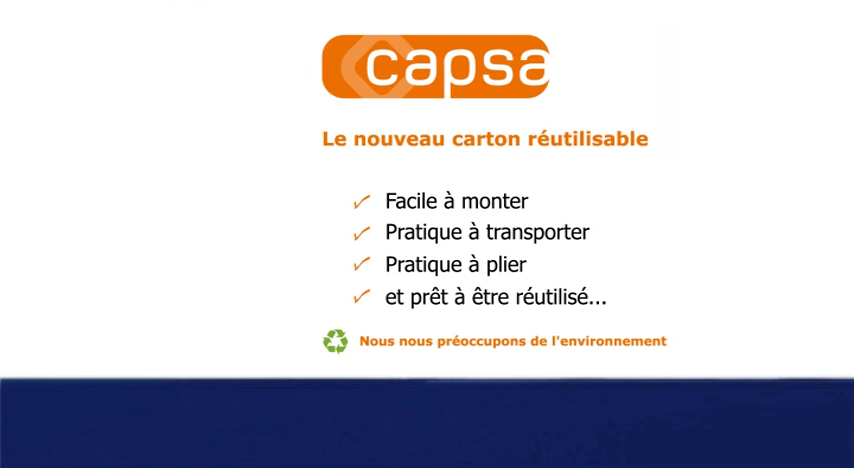 capsa
Le nouveau carton réutilisable
Facile à monter
Pratique à transporter
Pratique à plier
et prêt à être réutilisé...
Nous nous préoccupons de l'environnement